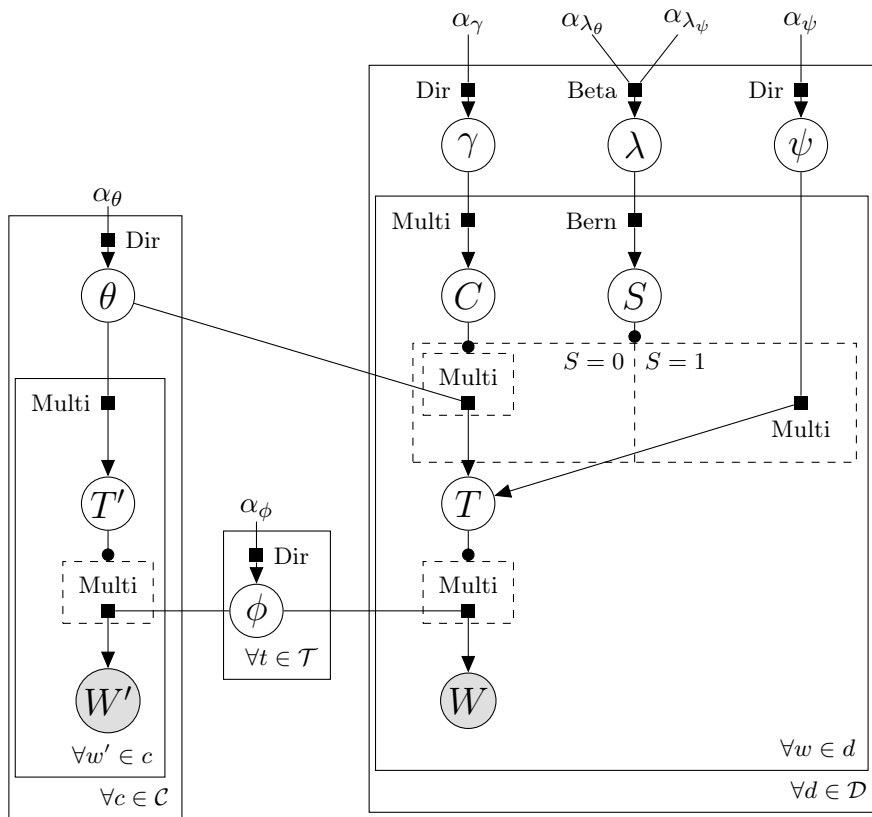 α_γ α_{λ_θ} α_{λ_ψ} α_ψ
Dir Beta Dir
γ λ ψ
α_θ
Multi Bern
Dir
θ C S
S = 0 S = 1
Multi
Multi Multi
T′ T
α_ϕ
Dir
Multi Multi
ϕ
∀t ∈ 𝒯
W′ W
∀w′ ∈ c ∀w ∈ d
∀c ∈ 𝒞 ∀d ∈ 𝒟